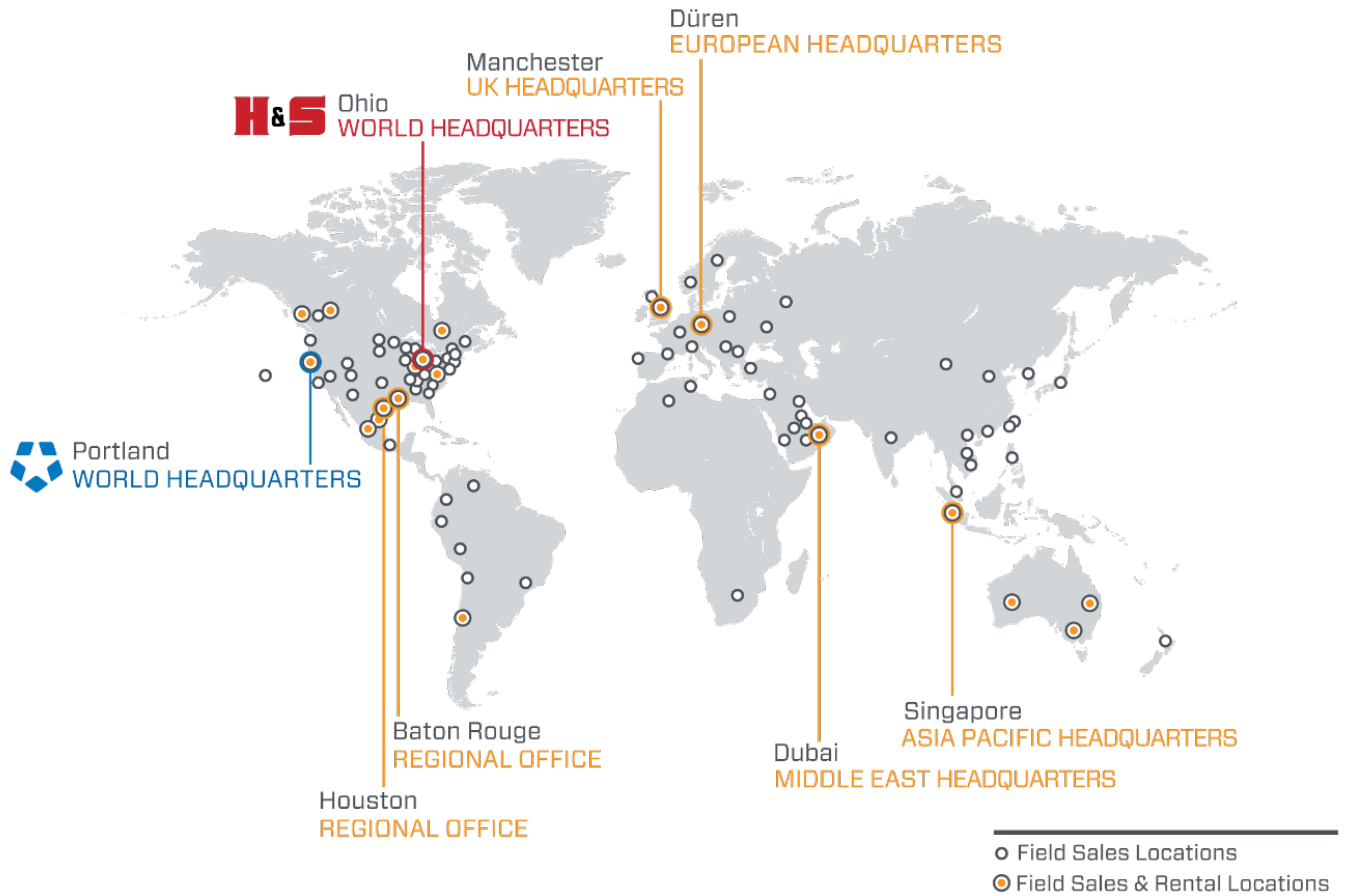 Düren
EUROPEAN HEADQUARTERS
Manchester
UK HEADQUARTERS
H&S
Ohio
WORLD HEADQUARTERS
Portland
WORLD HEADQUARTERS
Baton Rouge
REGIONAL OFFICE
Houston
REGIONAL OFFICE
Singapore
ASIA PACIFIC HEADQUARTERS
Dubai
MIDDLE EAST HEADQUARTERS
Field Sales Locations
Field Sales & Rental Locations